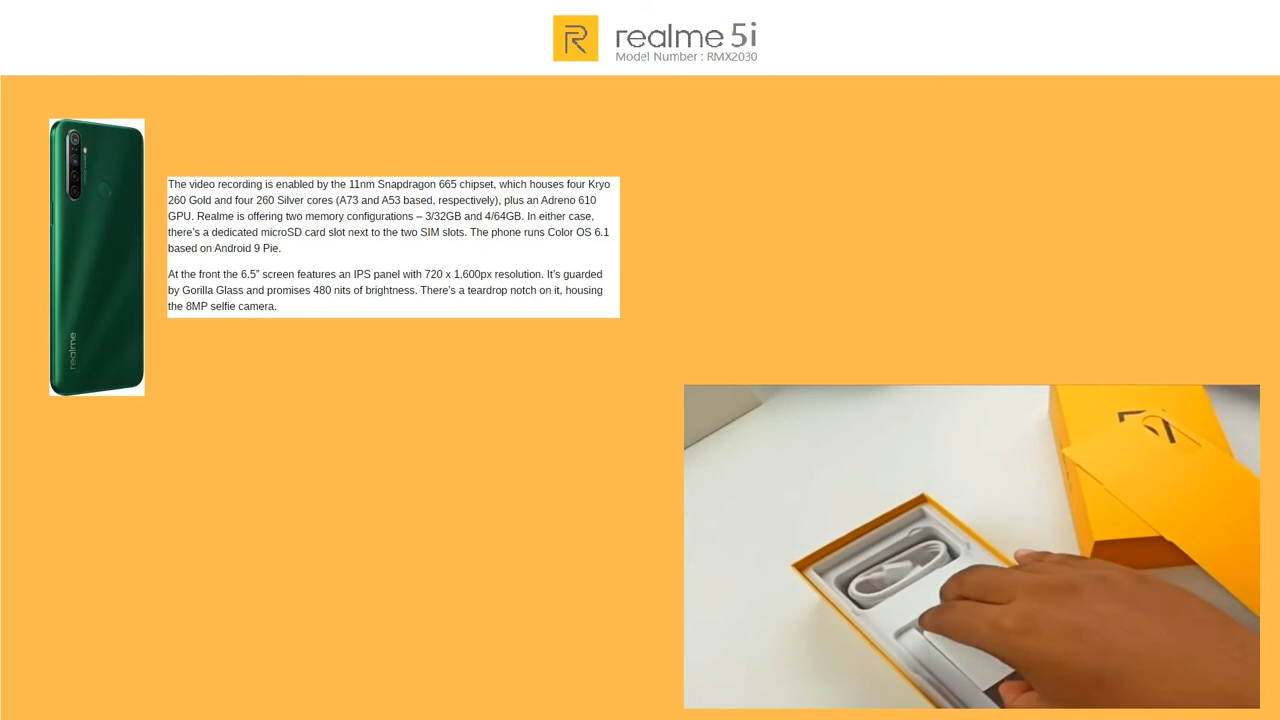 realme 5i
Model Number : RMX2030
The video recording is enabled by the 11nm Snapdragon 665 chipset, which houses four Kryo
260 Gold and four 260 Silver cores (A73 and A53 based, respectively), plus an Adreno 610
GPU. Realme is offering two memory configurations – 3/32GB and 4/64GB. In either case,
there's a dedicated microSD card slot next to the two SIM slots. The phone runs Color OS 6.1
based on Android 9 Pie.
At the front the 6.5” screen features an IPS panel with 720 x 1,600px resolution. It's guarded
by Gorilla Glass and promises 480 nits of brightness. There's a teardrop notch on it, housing
the 8MP selfie camera.
realme